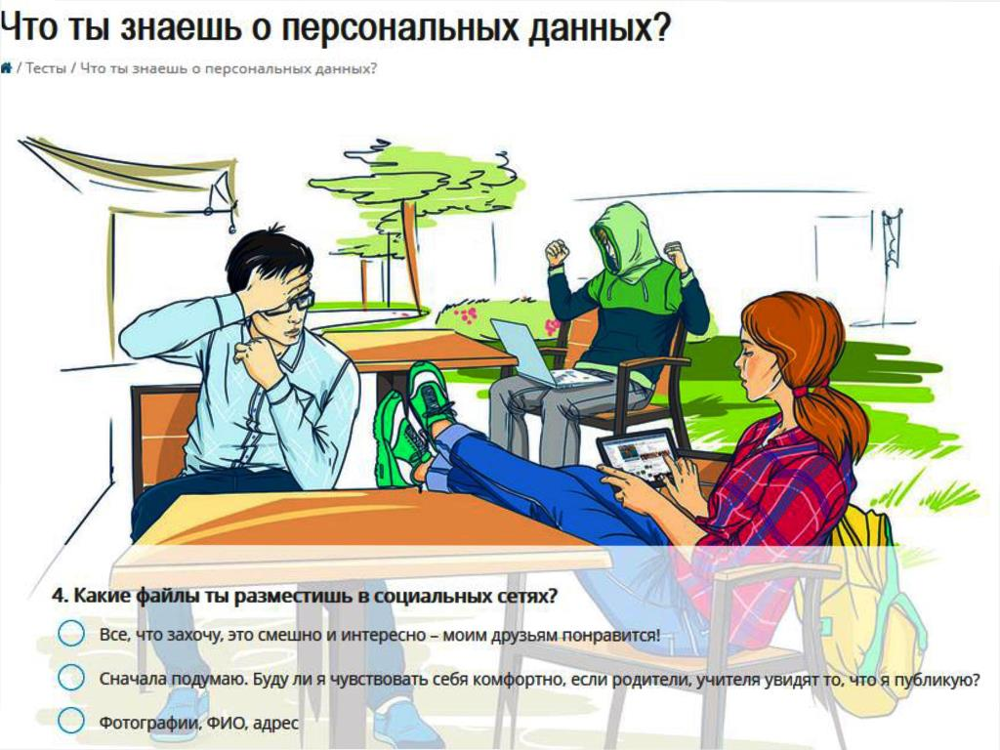 Что ты знаешь о персональных данных?
/ Тесты / Что ты знаешь о персональных данных?
4. Какие файлы ты разместишь в социальных сетях?
Все, что захочу, это смешно и интересно – моим друзьям понравится!
Сначала подумаю. Буду ли я чувствовать себя комфортно, если родители, учителя увидят то, что я публикую?
Фотографии, ФИО, адрес